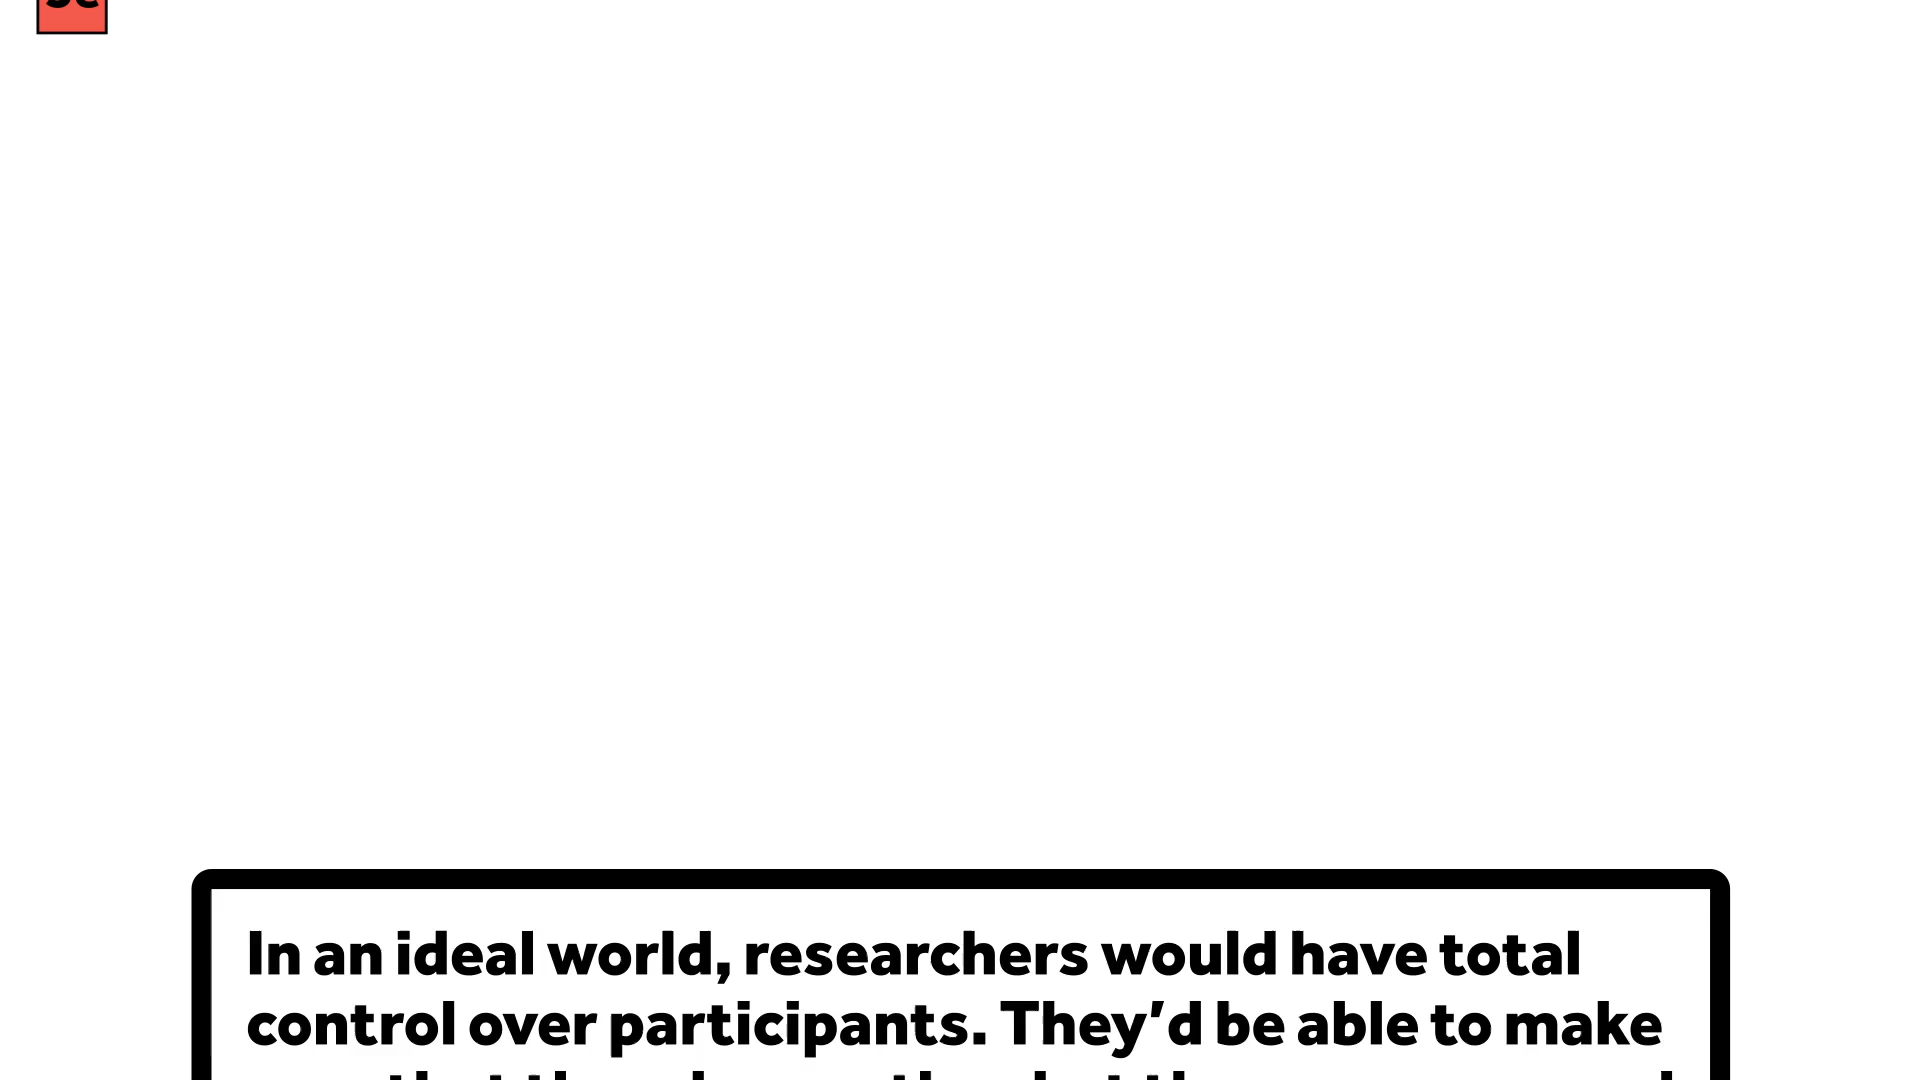 In an ideal world, researchers would have total
control over participants. They’d be able to make